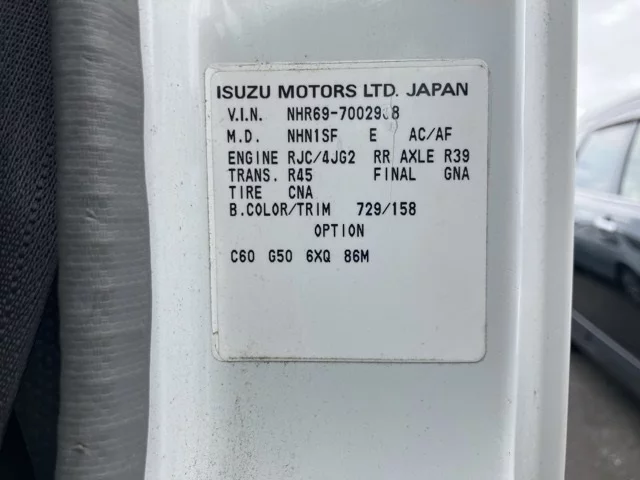 ISUZU MOTORS LTD. JAPAN
V.I.N. 
M.D. NHN1SF E AC/AF
ENGINE RJC/4JG2 RR AXLE R39
TRANS. R45 FINAL GNA
TIRE CNA
B.COLOR/TRIM 729/158
OPTION
C60 G50 6XQ 86M